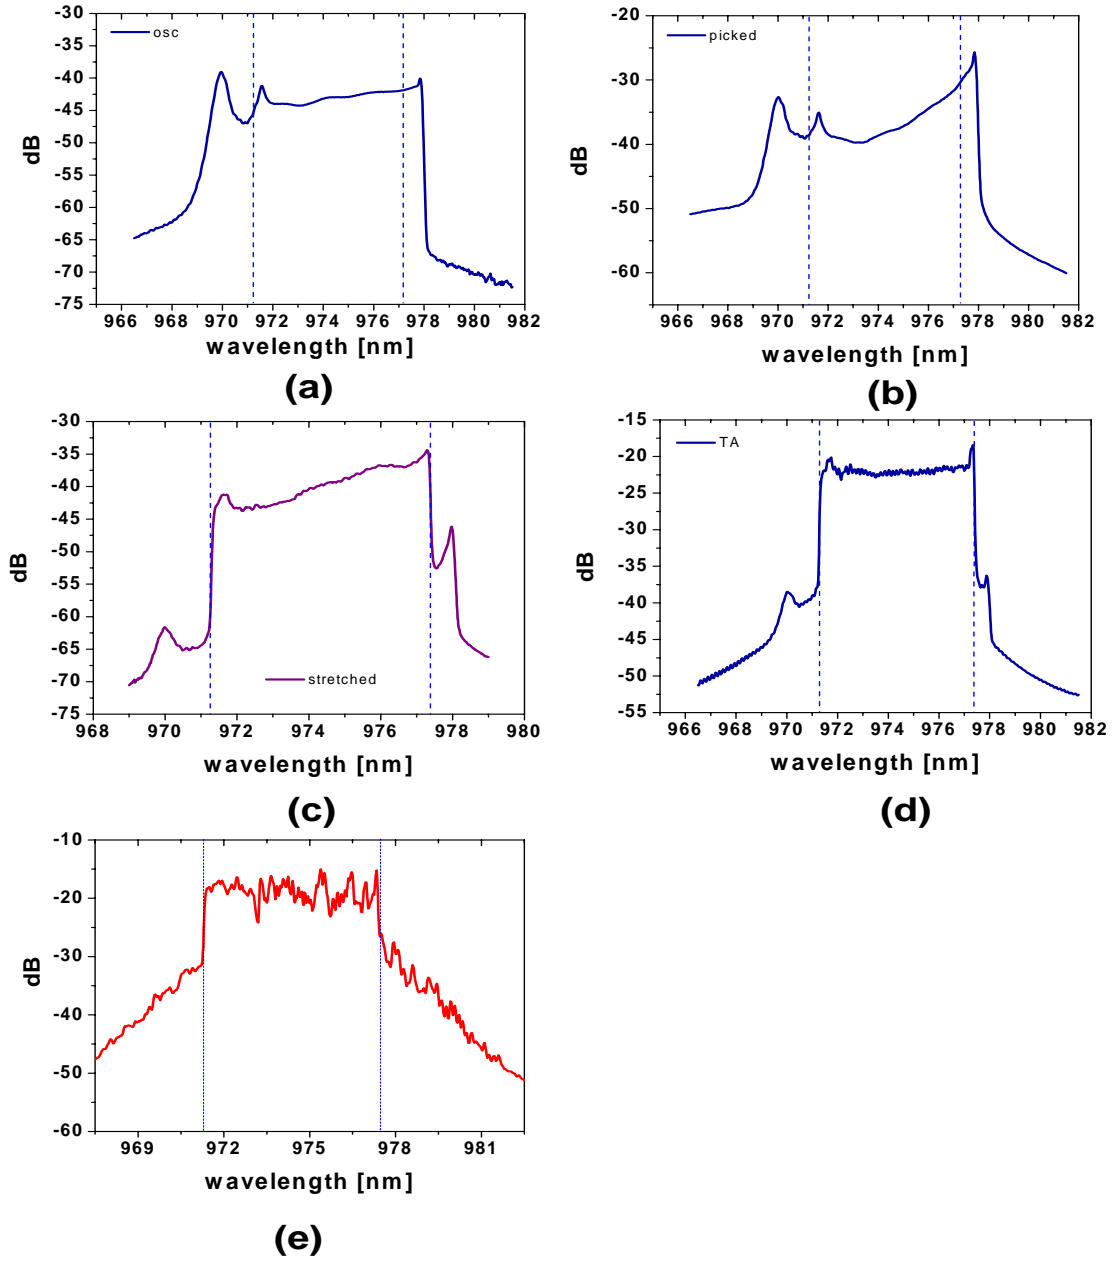 -30
-35
-40
-45
-50
-55
-60
-65
-70
-75
dB
osc
966 968 970 972 974 976 978 980 982
wavelength [nm]
(a)
-20
-30
-40
-50
-60
dB
picked
966 968 970 972 974 976 978 980 982
wavelength [nm]
(b)
-30
-35
-40
-45
-50
-55
-60
-65
-70
-75
dB
stretched
968 970 972 974 976 978 980
wavelength [nm]
(c)
-15
-20
-25
-30
-35
-40
-45
-50
-55
dB
TA
966 968 970 972 974 976 978 980 982
wavelength [nm]
(d)
-10
-20
-30
-40
-50
-60
dB
969 972 975 978 981
wavelength [nm]
(e)